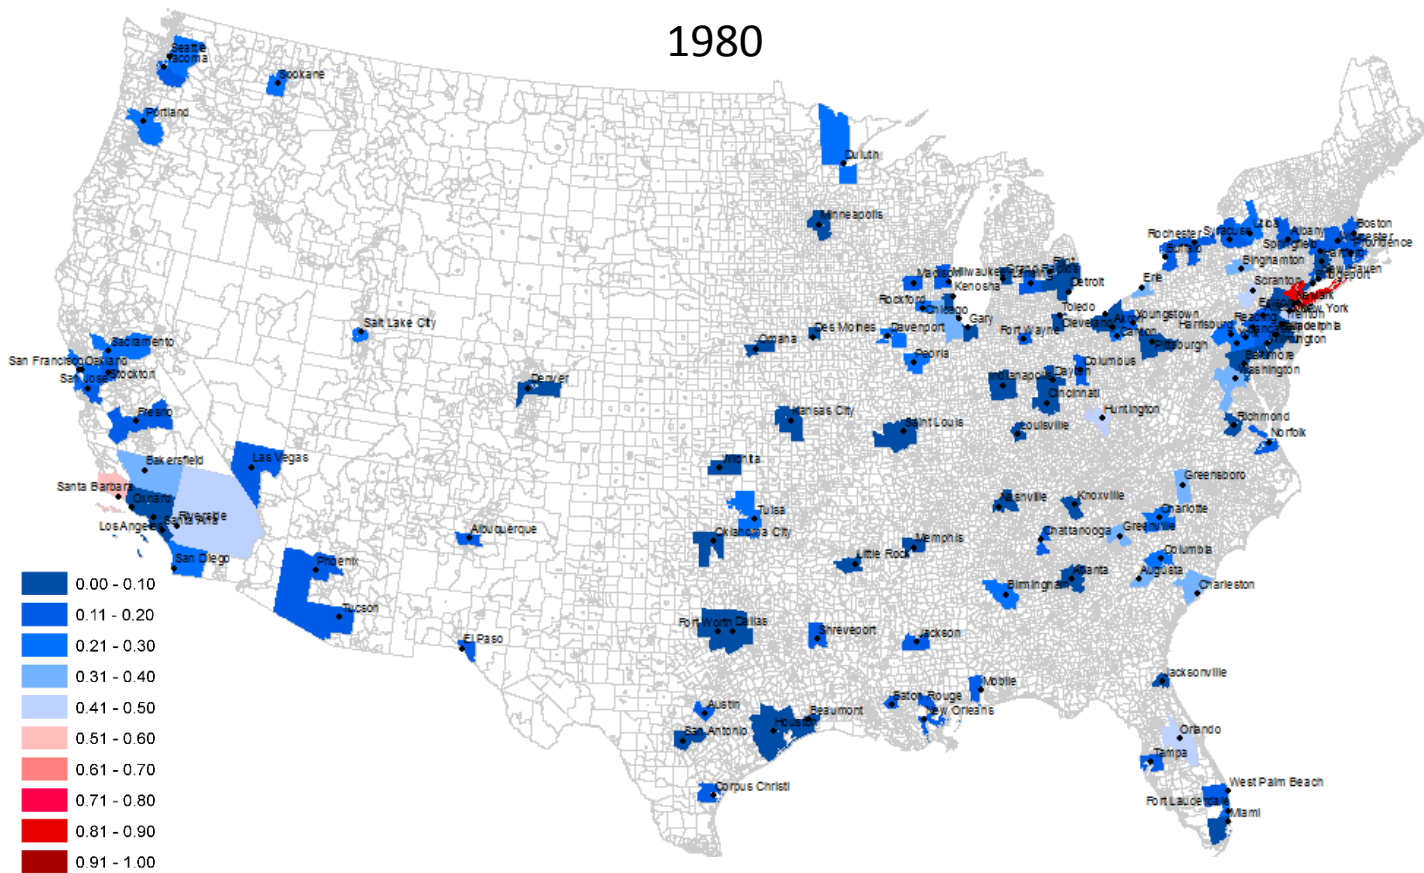 1980
Seattle
Tacoma
Spokane
Portland
Duluth
Minneapolis
Boston
Utica
Rochester
Syracuse
Albany
Worcester
Buffalo
Springfield
Providence
Hartford
Binghamton
New Haven
Bridgeport
Flint
Grand Rapids
Madison
Milwaukee
Lansing
Detroit
Erie
Scranton
Kenosha
Newark
Rockford
Chicago
New York
Toledo
Gary
Cleveland
Akron
Youngstown
Trenton
Reading
Salt Lake City
Des Moines
Davenport
Fort Wayne
Canton
Harrisburg
Lancaster
Philadelphia
Omaha
Pittsburgh
Wilmington
Sacramento
Peoria
Columbus
Baltimore
San Francisco
Oakland
Stockton
San Jose
Denver
Indianapolis
Dayton
Washington
Cincinnati
Fresno
Kansas City
Huntington
Saint Louis
Louisville
Richmond
Norfolk
Bakersfield
Las Vegas
Wichita
Greensboro
Santa Barbara
Oxnard
Nashville
Knoxville
Riverside
Los Angeles
Santa Ana
Tulsa
Charlotte
Albuquerque
Oklahoma City
Chattanooga
Greenville
Memphis
San Diego
Phoenix
Little Rock
Columbia
Atlanta
Augusta
Birmingham
Charleston
Tucson
Fort Worth
Dallas
Shreveport
Jackson
El Paso
Jacksonville
Mobile
Baton Rouge
Austin
Beaumont
New Orleans
Houston
San Antonio
Orlando
Tampa
Corpus Christi
West Palm Beach
Fort Lauderdale
Miami
0.00 - 0.10
0.11 - 0.20
0.21 - 0.30
0.31 - 0.40
0.41 - 0.50
0.51 - 0.60
0.61 - 0.70
0.71 - 0.80
0.81 - 0.90
0.91 - 1.00